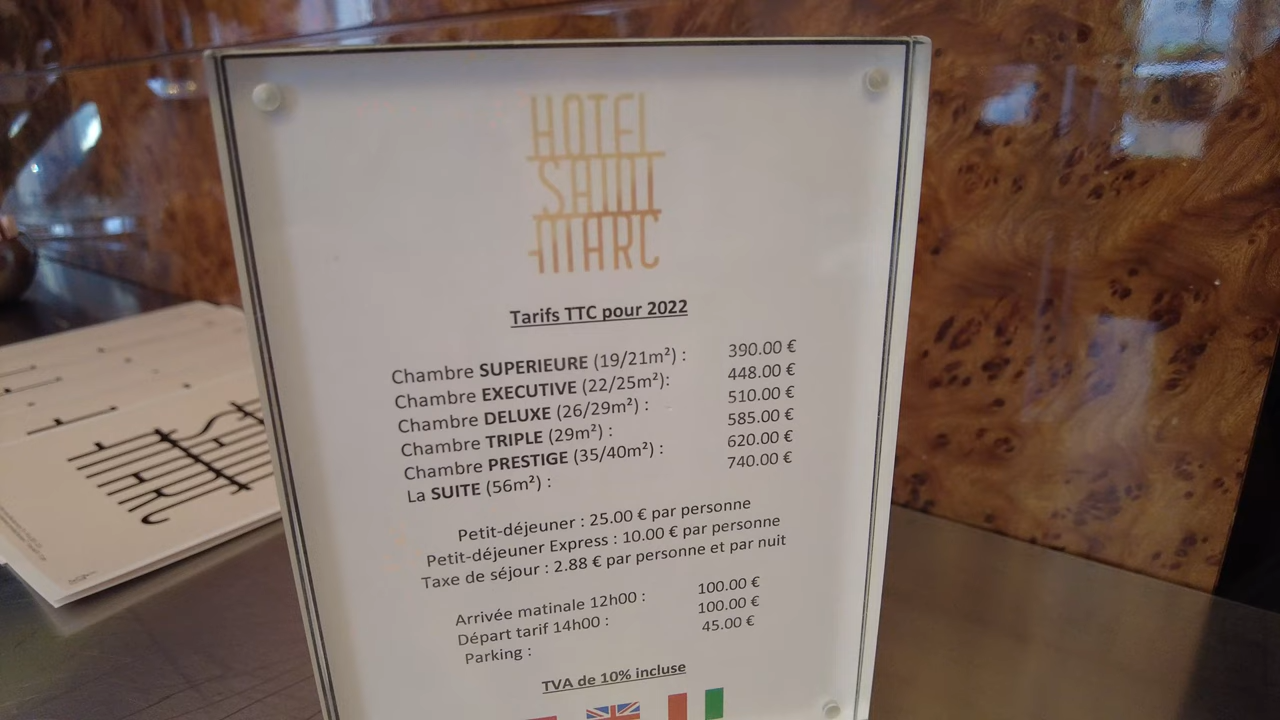 HOTEL
SAINT
MARC
Tarifs TTC pour 2022
Chambre SUPERIEURE (19/21m²) : 390.00 €
Chambre EXECUTIVE (22/25m²): 448.00 €
Chambre DELUXE (26/29m²) : 510.00 €
Chambre TRIPLE (29m²) : 585.00 €
Chambre PRESTIGE (35/40m²) : 620.00 €
La SUITE (56m²) : 740.00 €
Petit-déjeuner : 25.00 € par personne
Petit-déjeuner Express : 10.00 € par personne
Taxe de séjour : 2.88 € par personne et par nuit
Arrivée matinale 12h00 : 100.00 €
Départ tarif 14h00 : 100.00 €
Parking : 45.00 €
TVA de 10% incluse
MARC